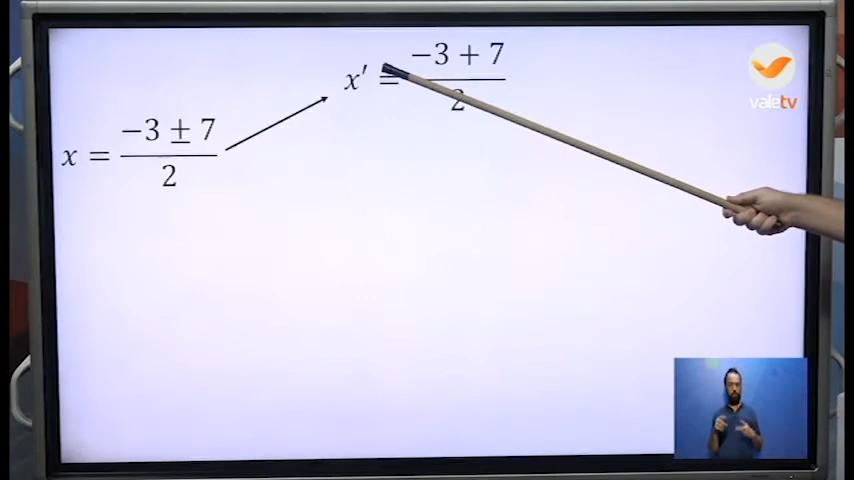 x = (−3 ± 7)/2
x′ = (−3 + 7)/2
valetv